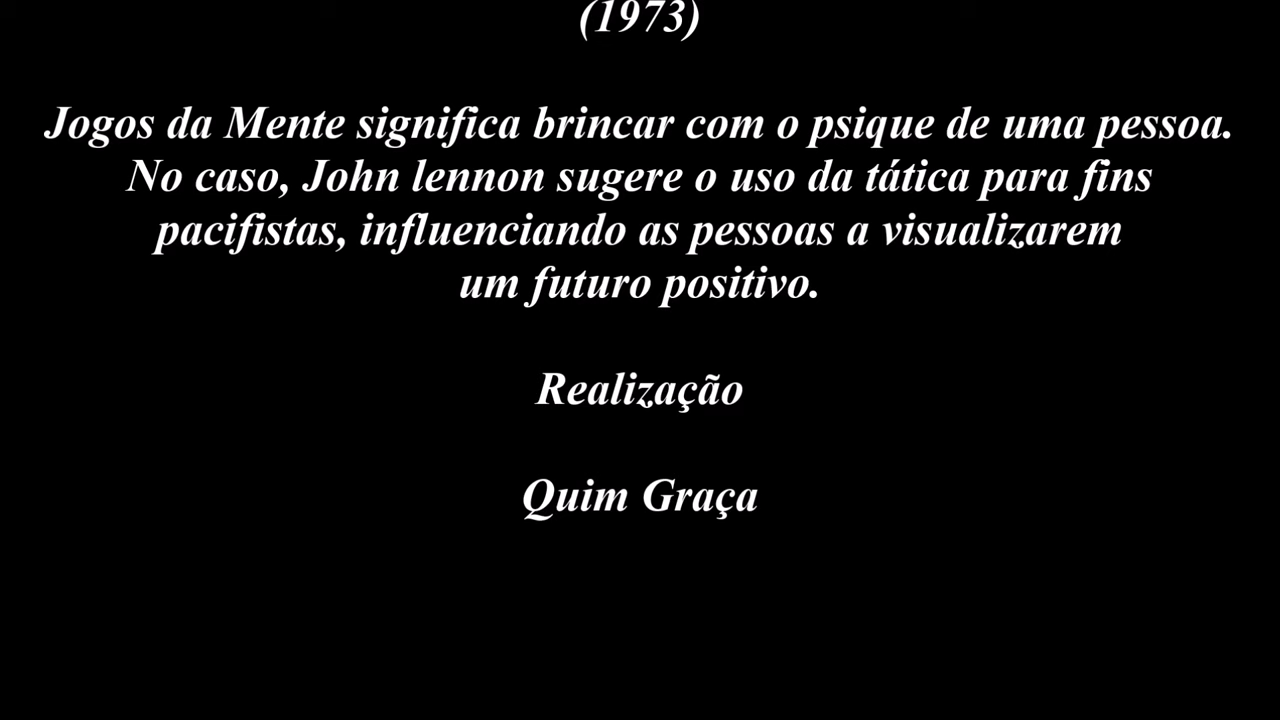 (1973)
Jogos da Mente significa brincar com o psique de uma pessoa.
No caso, John lennon sugere o uso da tática para fins
pacifistas, influenciando as pessoas a visualizarem
um futuro positivo.
Realização
Quim Graça